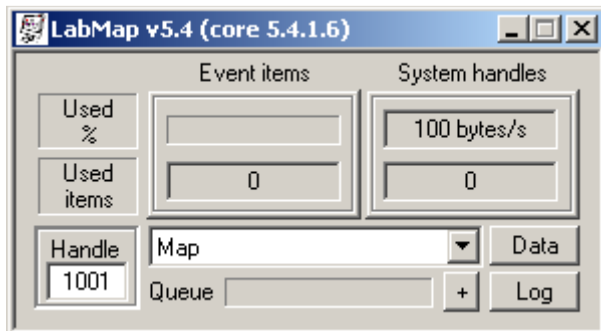 LabMap v5.4 (core 5.4.1.6)
Event items System handles
Used
%
100 bytes/s
Used
items
0 0
Handle
1001
Map
Data
Queue
+
Log